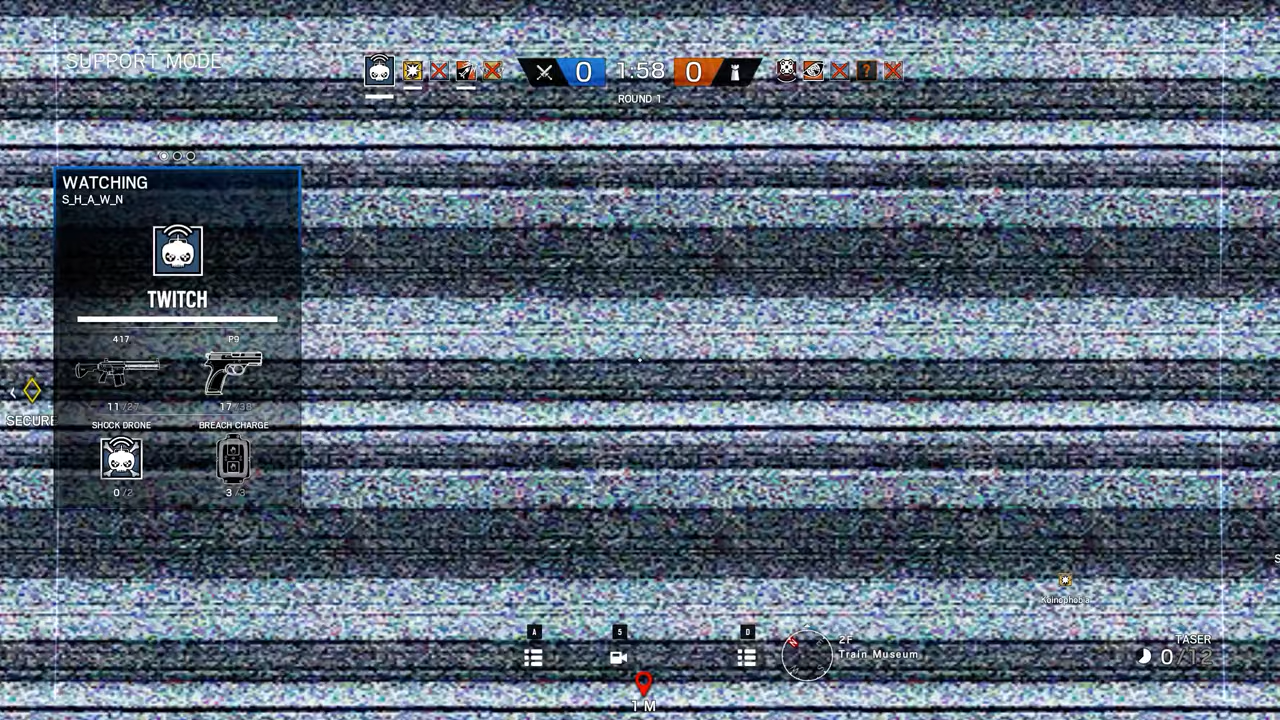 SUPPORT MODE
0 1:58 0
?
ROUND 1
WATCHING
S_H_A_W_N
TWITCH
417 P9
11/27 17/38
SHOCK DRONE BREACH CHARGE
0/2 3/3
SECURE
Koinophobia
A 5 D
2F
Train Museum
N
TASER
0/12
1 M